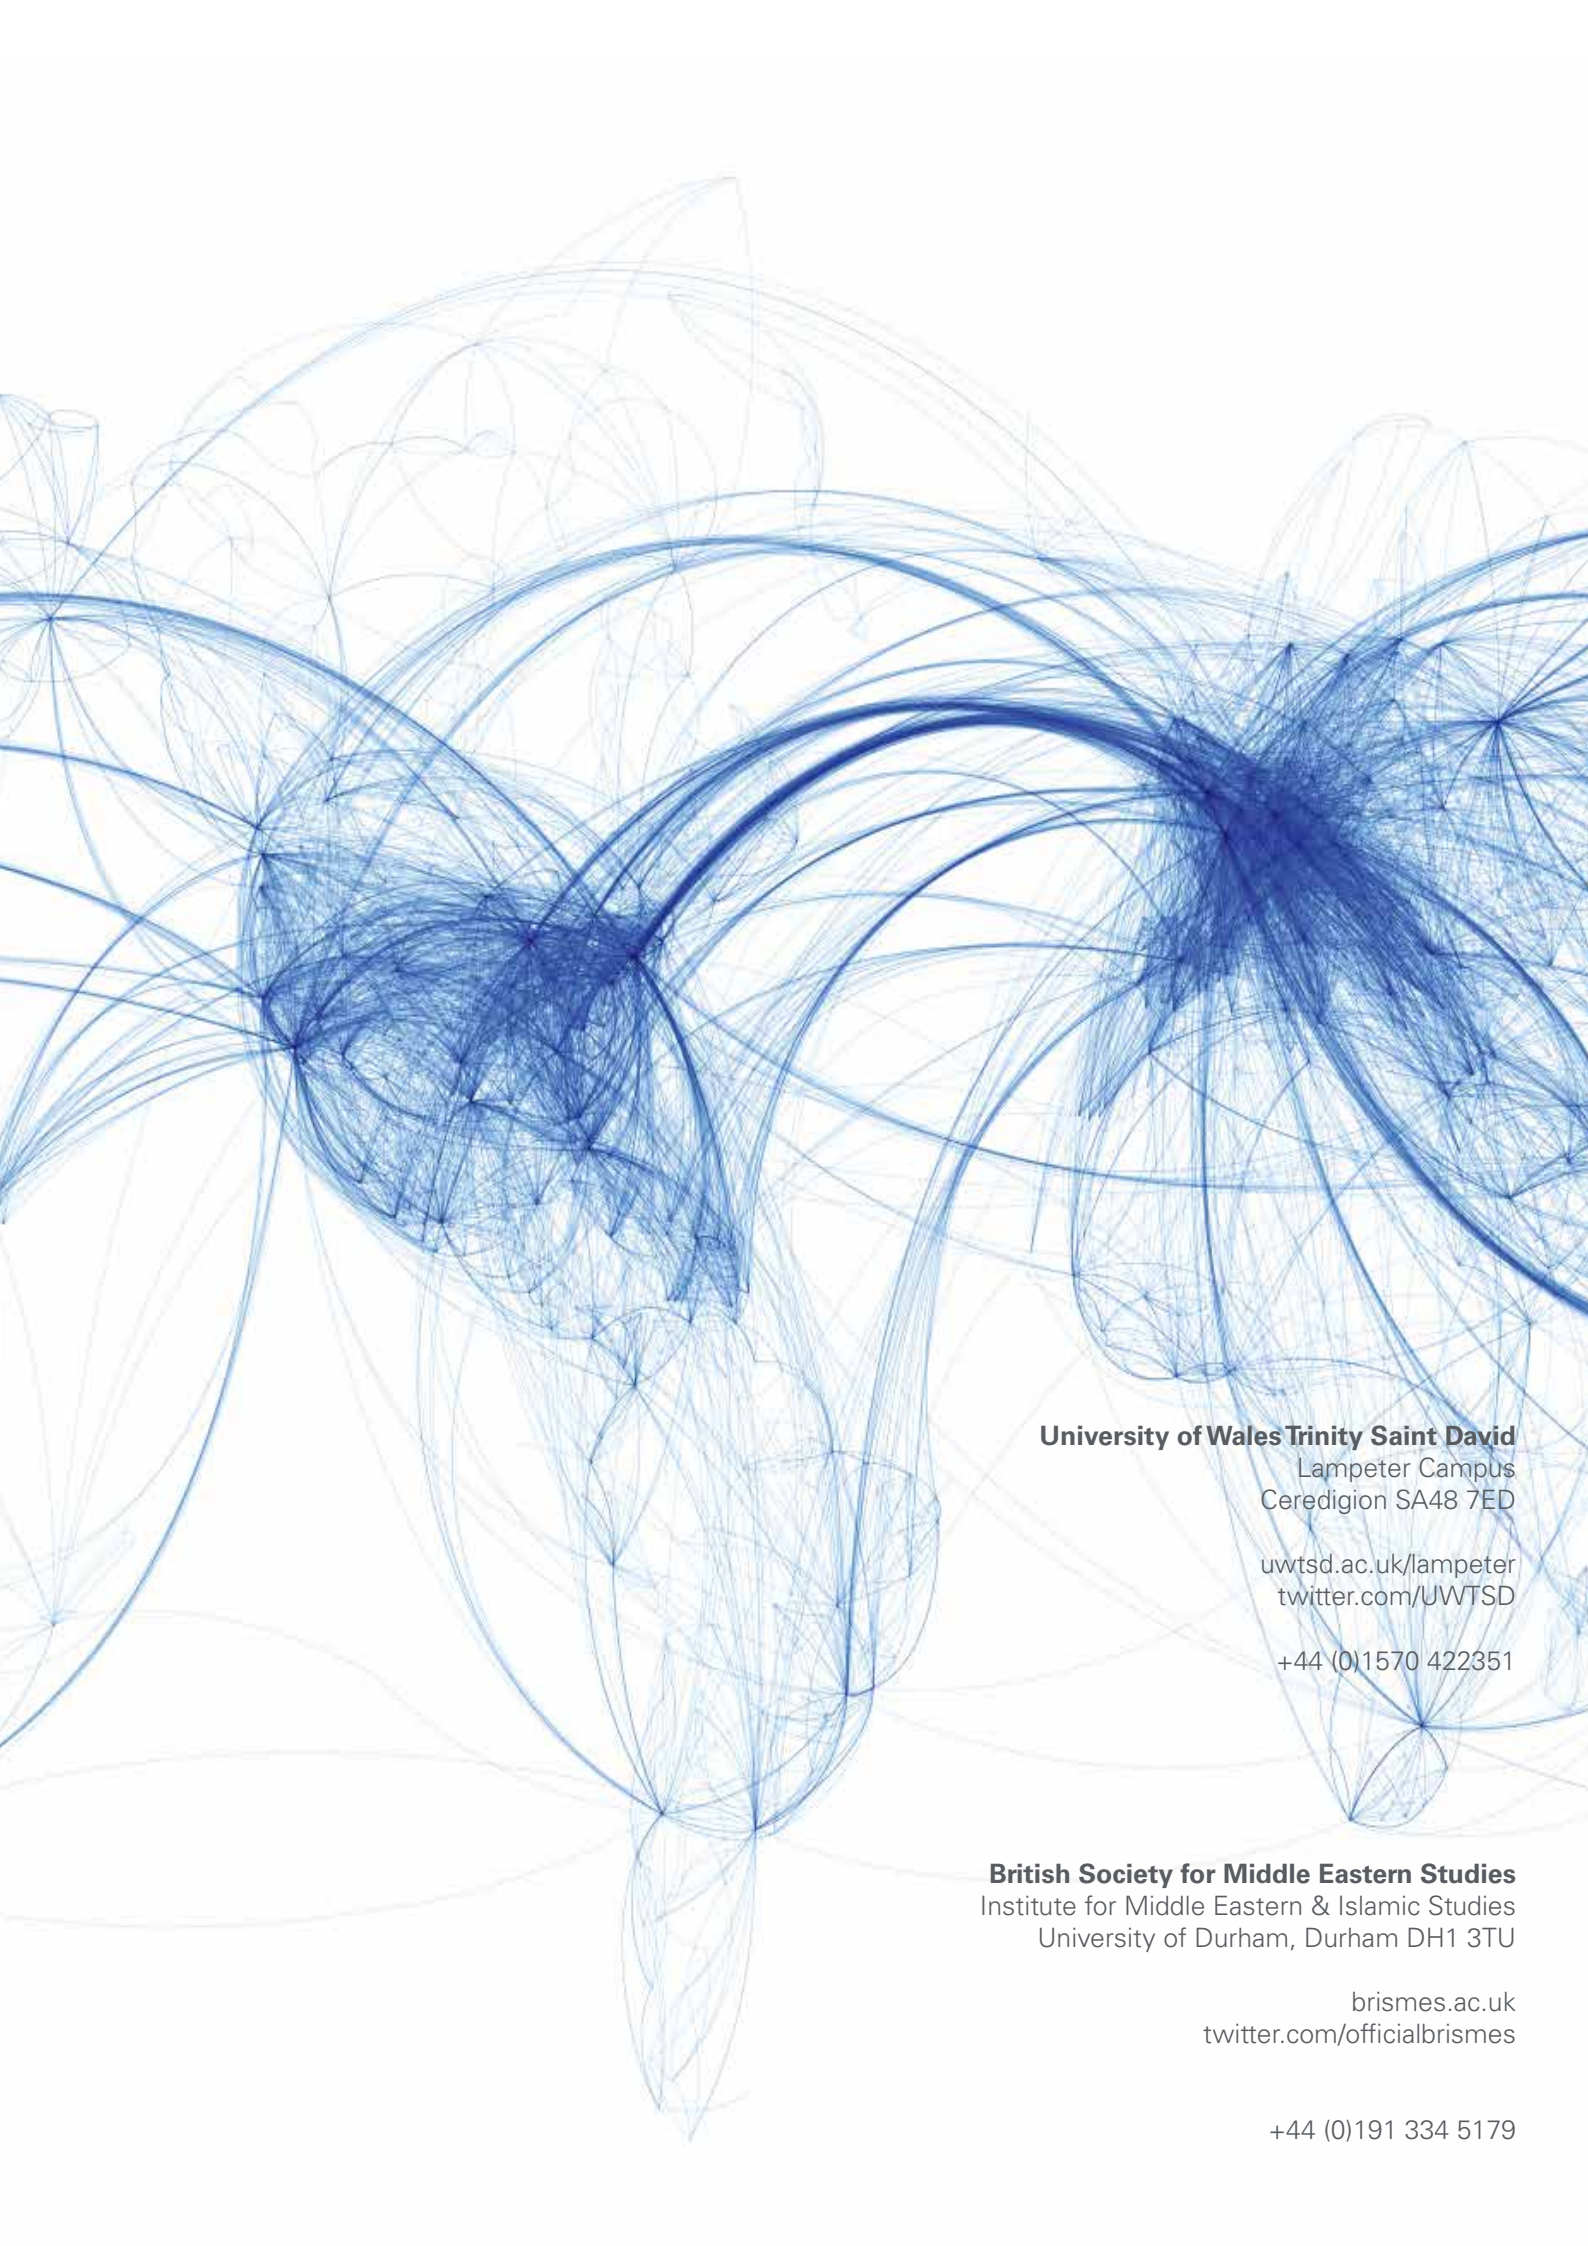 University of Wales Trinity Saint David
Lampeter Campus
Ceredigion SA48 7ED
uwtsd.ac.uk/lampeter
twitter.com/UWTSD
+44 (0)1570 422351
British Society for Middle Eastern Studies
Institute for Middle Eastern & Islamic Studies
University of Durham, Durham DH1 3TU
brismes.ac.uk
twitter.com/officialbrismes
+44 (0)191 334 5179